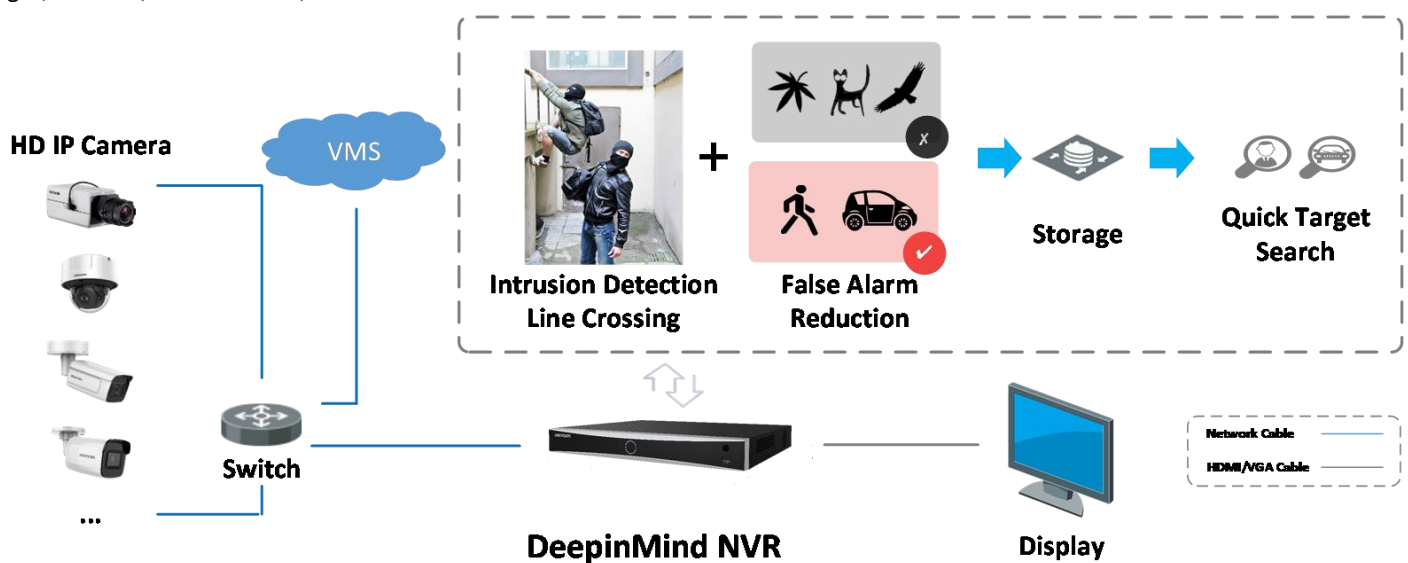 HD IP Camera
VMS
Intrusion Detection
Line Crossing
+
False Alarm
Reduction
Storage
Quick Target
Search
Switch
...
DeepinMind NVR
Display
Network Cable
HDMI/VGA Cable